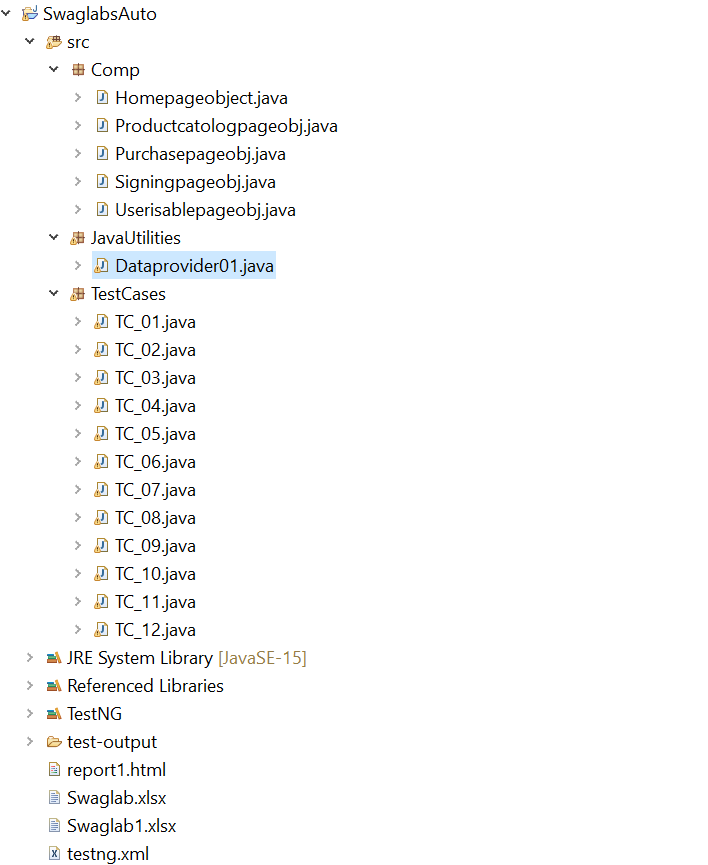 SwaglabsAuto
src
Comp
Homepageobject.java
Productcatologpageobj.java
Purchasepageobj.java
Signingpageobj.java
Userisablepageobj.java
JavaUtilities
Dataprovider01.java
TestCases
TC_01.java
TC_02.java
TC_03.java
TC_04.java
TC_05.java
TC_06.java
TC_07.java
TC_08.java
TC_09.java
TC_10.java
TC_11.java
TC_12.java
JRE System Library [JavaSE-15]
Referenced Libraries
TestNG
test-output
report1.html
Swaglab.xlsx
Swaglab1.xlsx
testng.xml